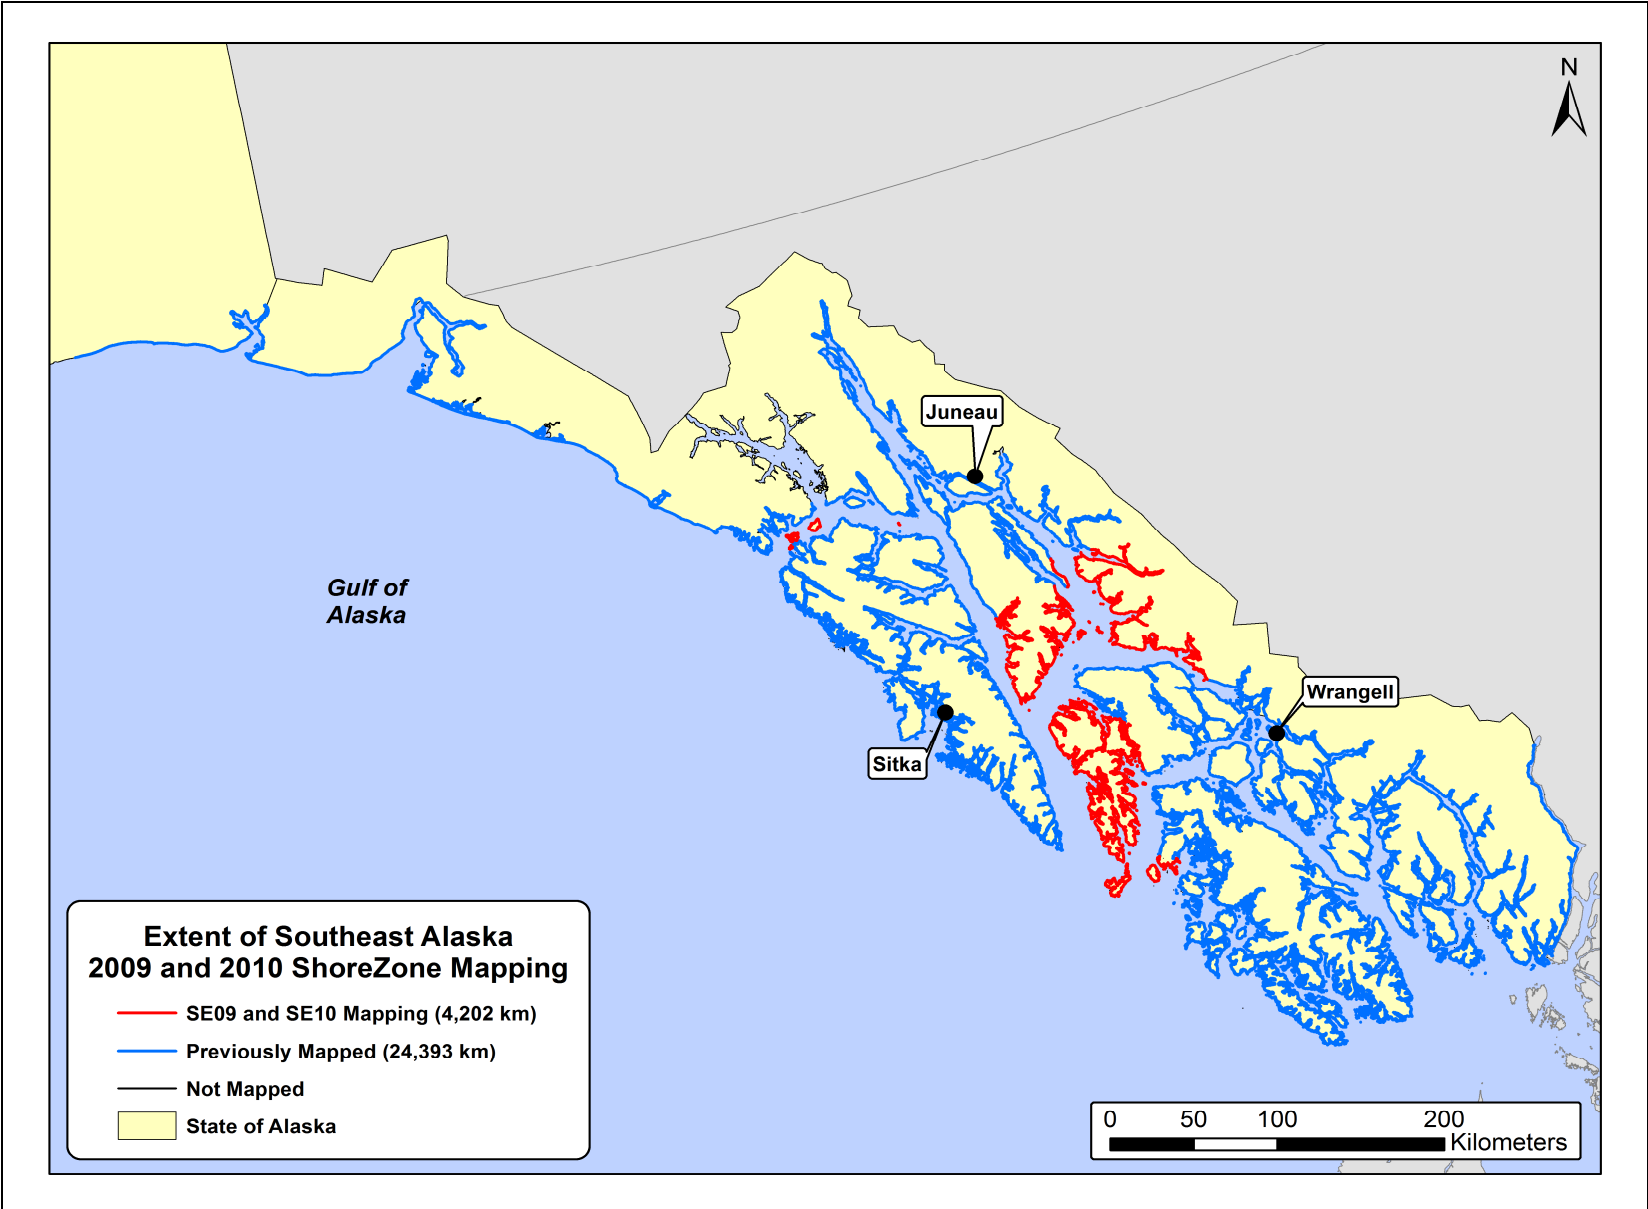 N
Juneau
Gulf of
Alaska
Wrangell
Sitka
Extent of Southeast Alaska
2009 and 2010 ShoreZone Mapping
SE09 and SE10 Mapping (4,202 km)
Previously Mapped (24,393 km)
Not Mapped
State of Alaska
0 50 100 200
Kilometers